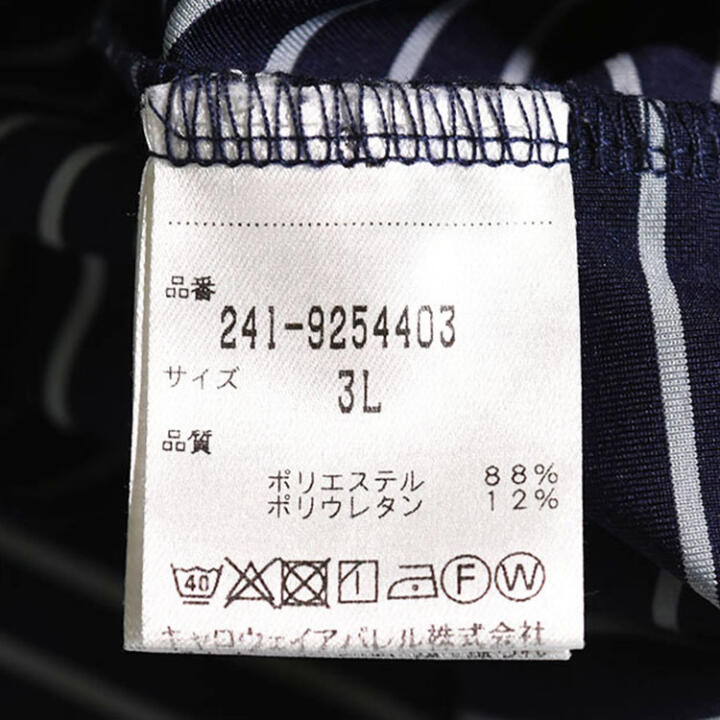 品番
241-9254403
サイズ
3L
品質
ポリエステル 88%
ポリウレタン 12%
40 F W
キャロウェイアパレル株式会社